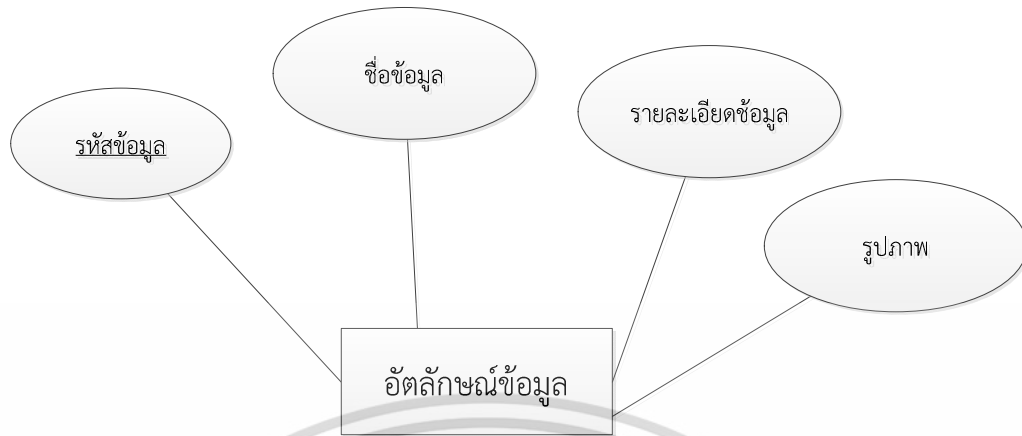 ชื่อข้อมูล
รายละเอียดช้อมูล
รหัสข้อมูล
รูปภาพ
อัตลักษณ์ข้อมูล